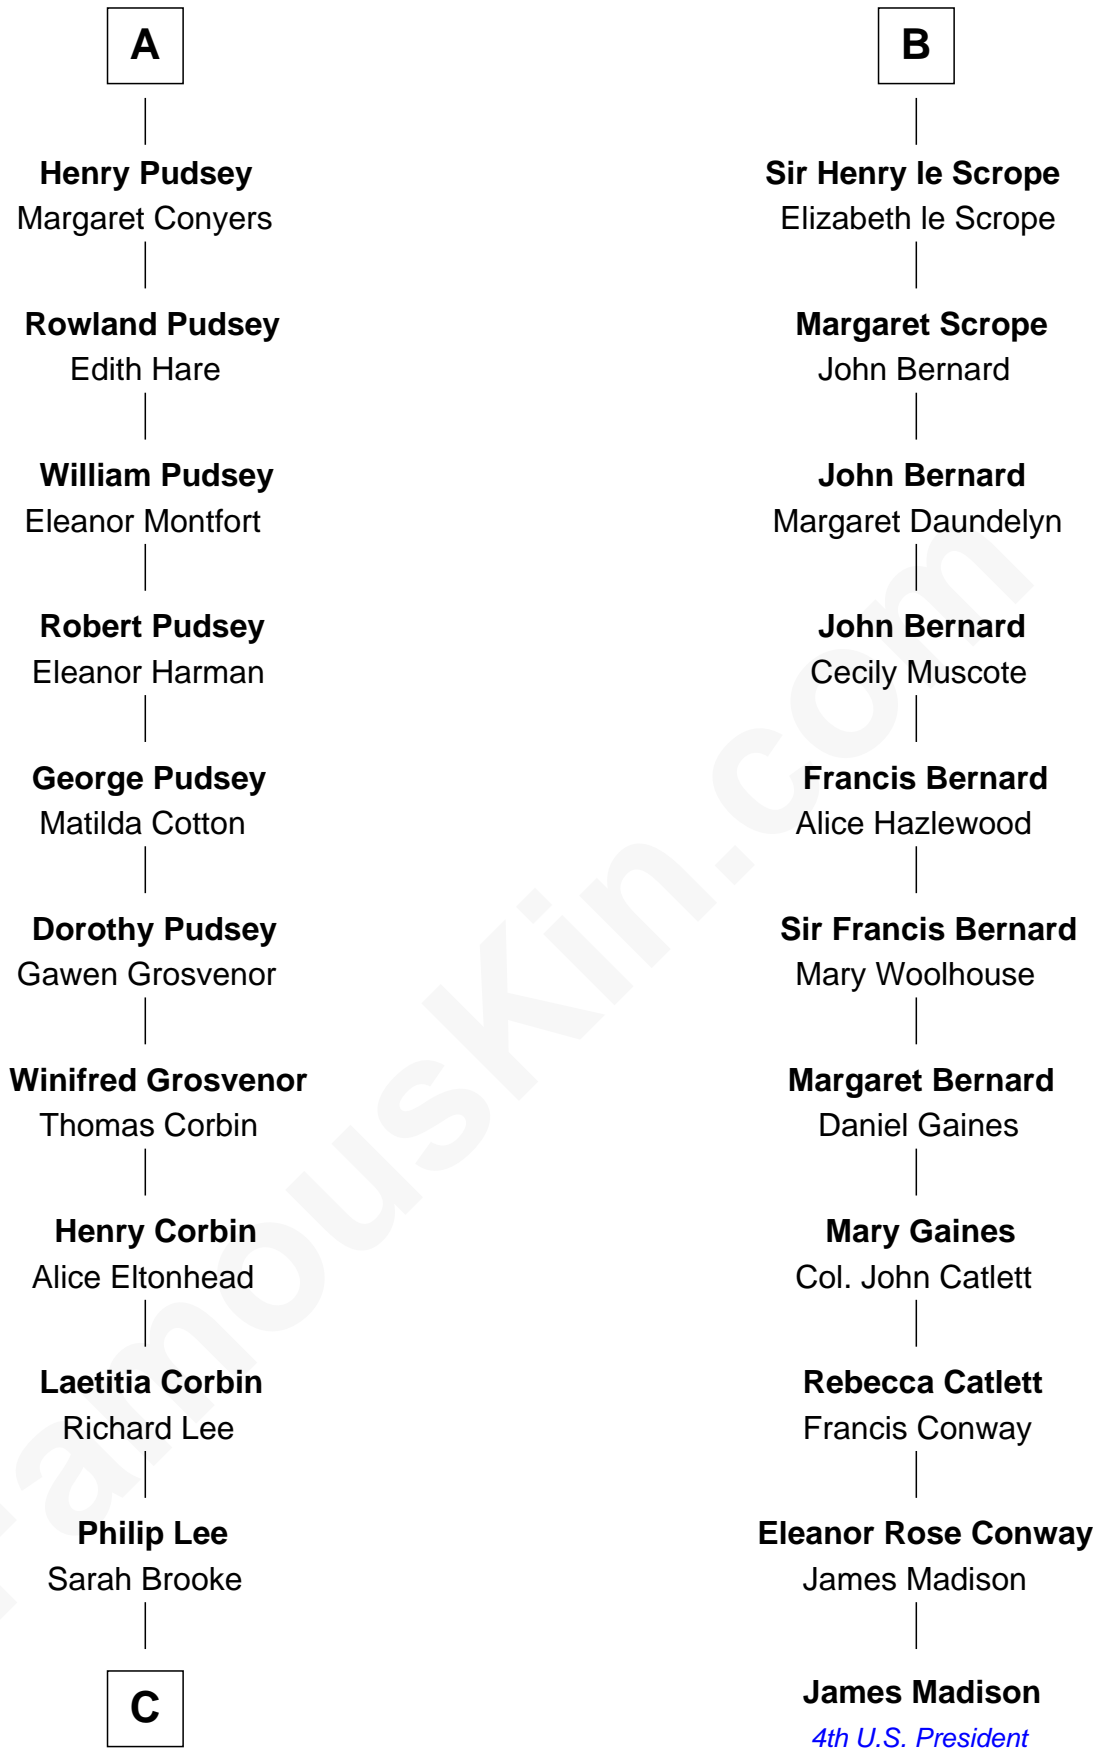 A
Henry Pudsey
Margaret Conyers
Rowland Pudsey
Edith Hare
William Pudsey
Eleanor Montfort
Robert Pudsey
Eleanor Harman
George Pudsey
Matilda Cotton
Dorothy Pudsey
Gawen Grosvenor
Winifred Grosvenor
Thomas Corbin
Henry Corbin
Alice Eltonhead
Laetitia Corbin
Richard Lee
Philip Lee
Sarah Brooke
C
B
Sir Henry le Scrope
Elizabeth le Scrope
Margaret Scrope
John Bernard
John Bernard
Margaret Daundelyn
John Bernard
Cecily Muscote
Francis Bernard
Alice Hazlewood
Sir Francis Bernard
Mary Woolhouse
Margaret Bernard
Daniel Gaines
Mary Gaines
Col. John Catlett
Rebecca Catlett
Francis Conway
Eleanor Rose Conway
James Madison
James Madison
4th U.S. President
FamousKin.com